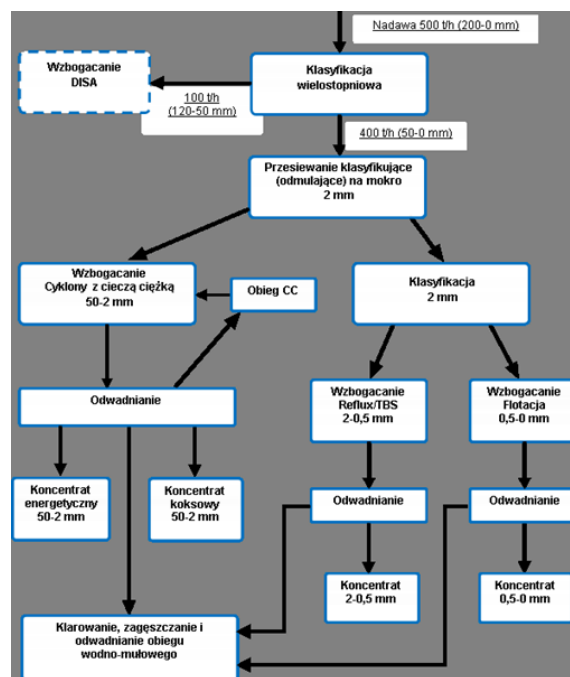 Nadawa 500 t/h (200-0 mm)
Wzbogacanie
DISA
Klasyfikacja
wielostopniowa
100 t/h
(120-50 mm)
400 t/h (50-0 mm)
Przesiewanie klasyfikujące
(odmulające) na mokro
2 mm
Wzbogacanie
Cyklony z cieczą ciężką
50-2 mm
Obieg CC
Klasyfikacja
2 mm
Odwadnianie
Wzbogacanie
Reflux/TBS
2-0,5 mm
Wzbogacanie
Flotacja
0,5-0 mm
Koncentrat
energetyczny
50-2 mm
Koncentrat
koksowy
50-2 mm
Odwadnianie
Odwadnianie
Koncentrat
2-0,5 mm
Koncentrat
0,5-0 mm
Klarowanie, zagęszczanie i
odwadnianie obiegu
wodno-mułowego